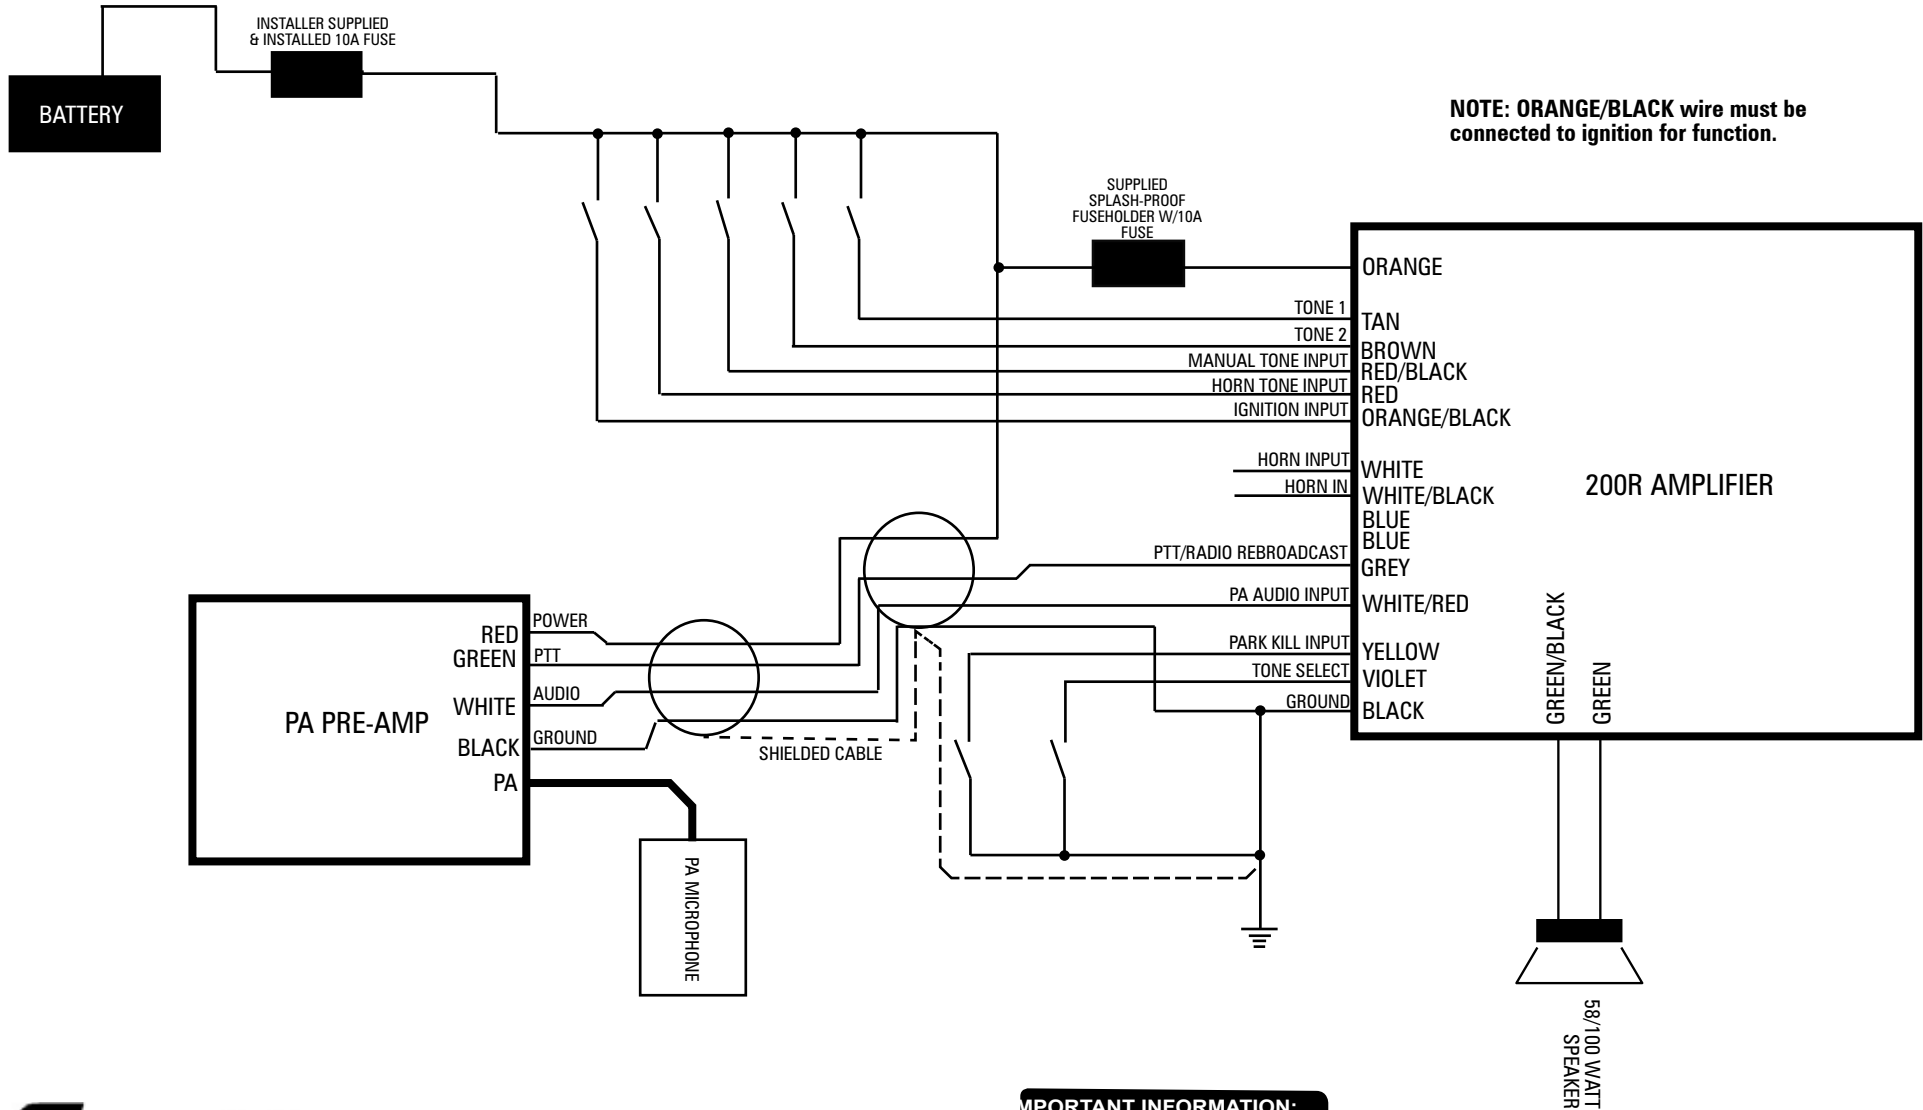 INSTALLER SUPPLIED
& INSTALLED 10A FUSE
BATTERY
NOTE: ORANGE/BLACK wire must be
connected to ignition for function.
SUPPLIED
SPLASH-PROOF
FUSEHOLDER W/10A
FUSE
ORANGE
TONE 1
TAN
TONE 2
BROWN
MANUAL TONE INPUT
RED/BLACK
HORN TONE INPUT
RED
IGNITION INPUT
ORANGE/BLACK
HORN INPUT
WHITE
HORN IN
WHITE/BLACK
BLUE
BLUE
PTT/RADIO REBROADCAST
GREY
PA AUDIO INPUT
WHITE/RED
PARK KILL INPUT
YELLOW
TONE SELECT
VIOLET
GROUND
BLACK
200R AMPLIFIER
GREEN/BLACK
GREEN
RED
POWER
GREEN
PTT
WHITE
AUDIO
BLACK
GROUND
PA
PA PRE-AMP
SHIELDED CABLE
PA MICROPHONE
58/100 WATT
SPEAKER
MPORTANT INFORMATION: